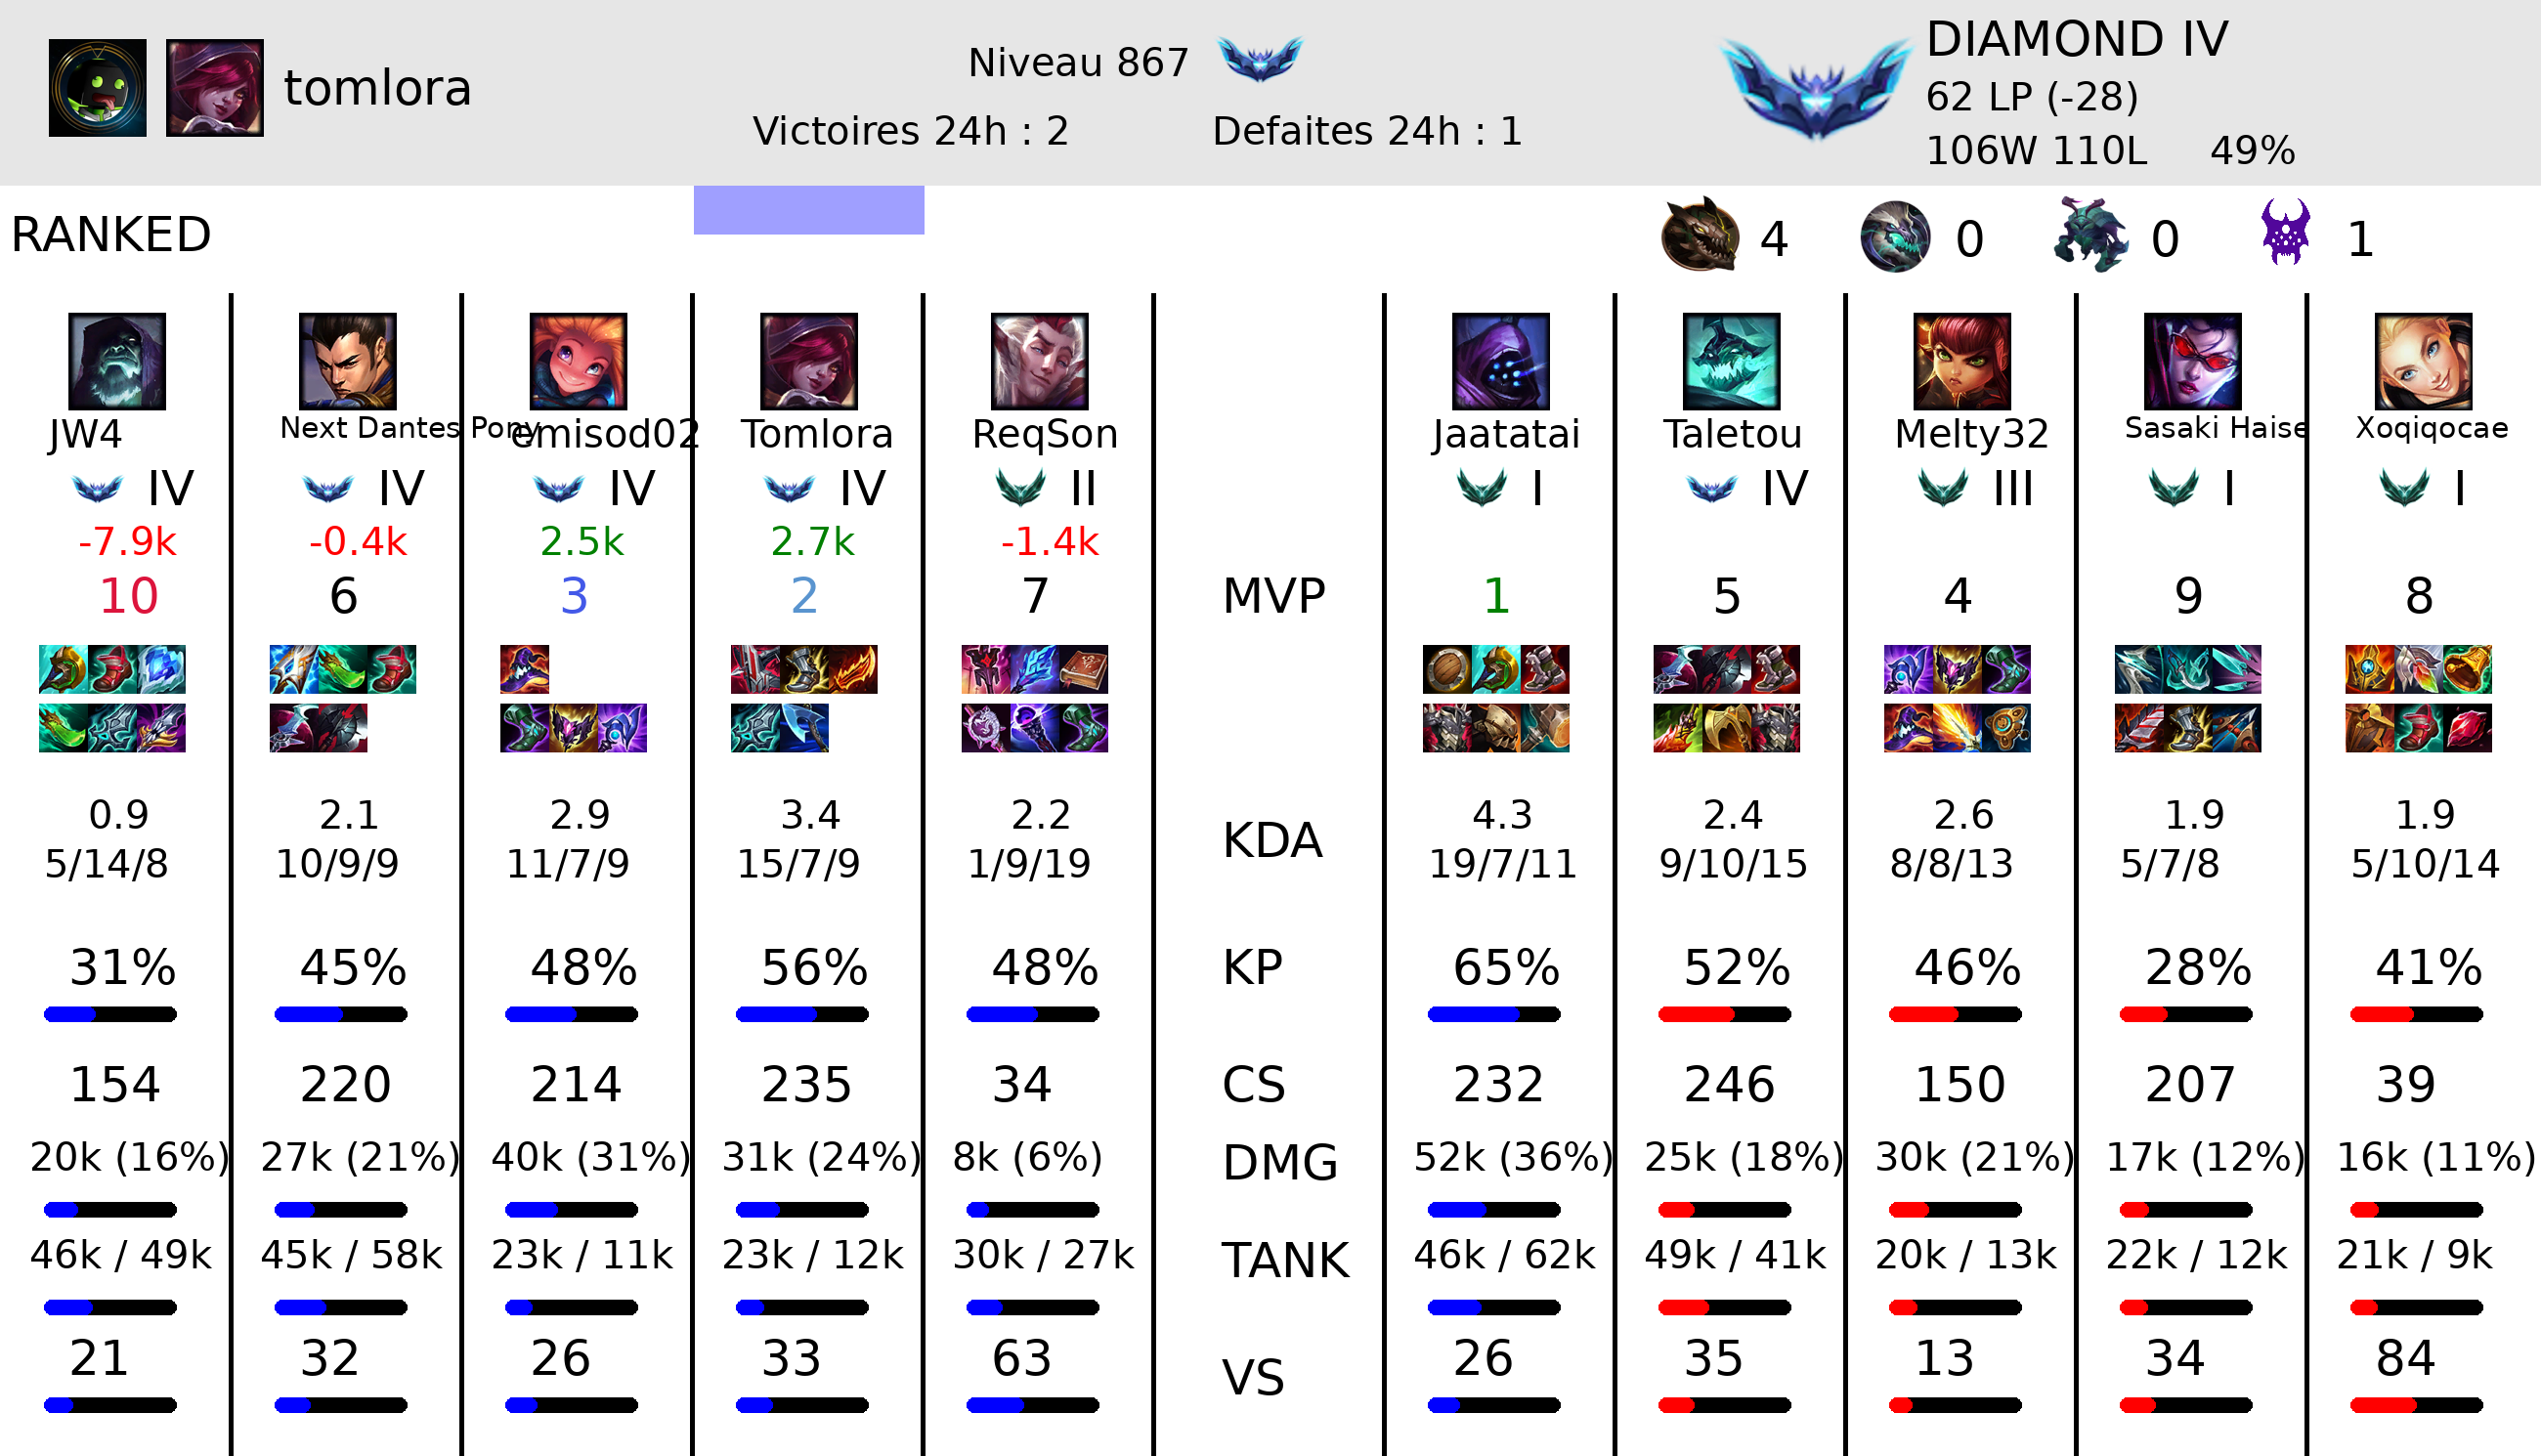 tomlora
Niveau 867
Victoires 24h : 2 Defaites 24h : 1
DIAMOND IV
62 LP (-28)
106W 110L 49%
RANKED
4 0 0 1
JW4 Next Dantes Pony emisod02 Tomlora ReqSon Jaatatai Taletou Melty32 Sasaki Haise Xoqiqocae
IV IV IV IV II I IV III I I
-7.9k -0.4k 2.5k 2.7k -1.4k
10 6 3 2 7 MVP 1 5 4 9 8
0.9 2.1 2.9 3.4 2.2 4.3 2.4 2.6 1.9 1.9
KDA
5/14/8 10/9/9 11/7/9 15/7/9 1/9/19 19/7/11 9/10/15 8/8/13 5/7/8 5/10/14
31% 45% 48% 56% 48% KP 65% 52% 46% 28% 41%
154 220 214 235 34 CS 232 246 150 207 39
20k (16%) 27k (21%) 40k (31%) 31k (24%) 8k (6%) DMG 52k (36%) 25k (18%) 30k (21%) 17k (12%) 16k (11%)
46k / 49k 45k / 58k 23k / 11k 23k / 12k 30k / 27k TANK 46k / 62k 49k / 41k 20k / 13k 22k / 12k 21k / 9k
21 32 26 33 63 VS 26 35 13 34 84